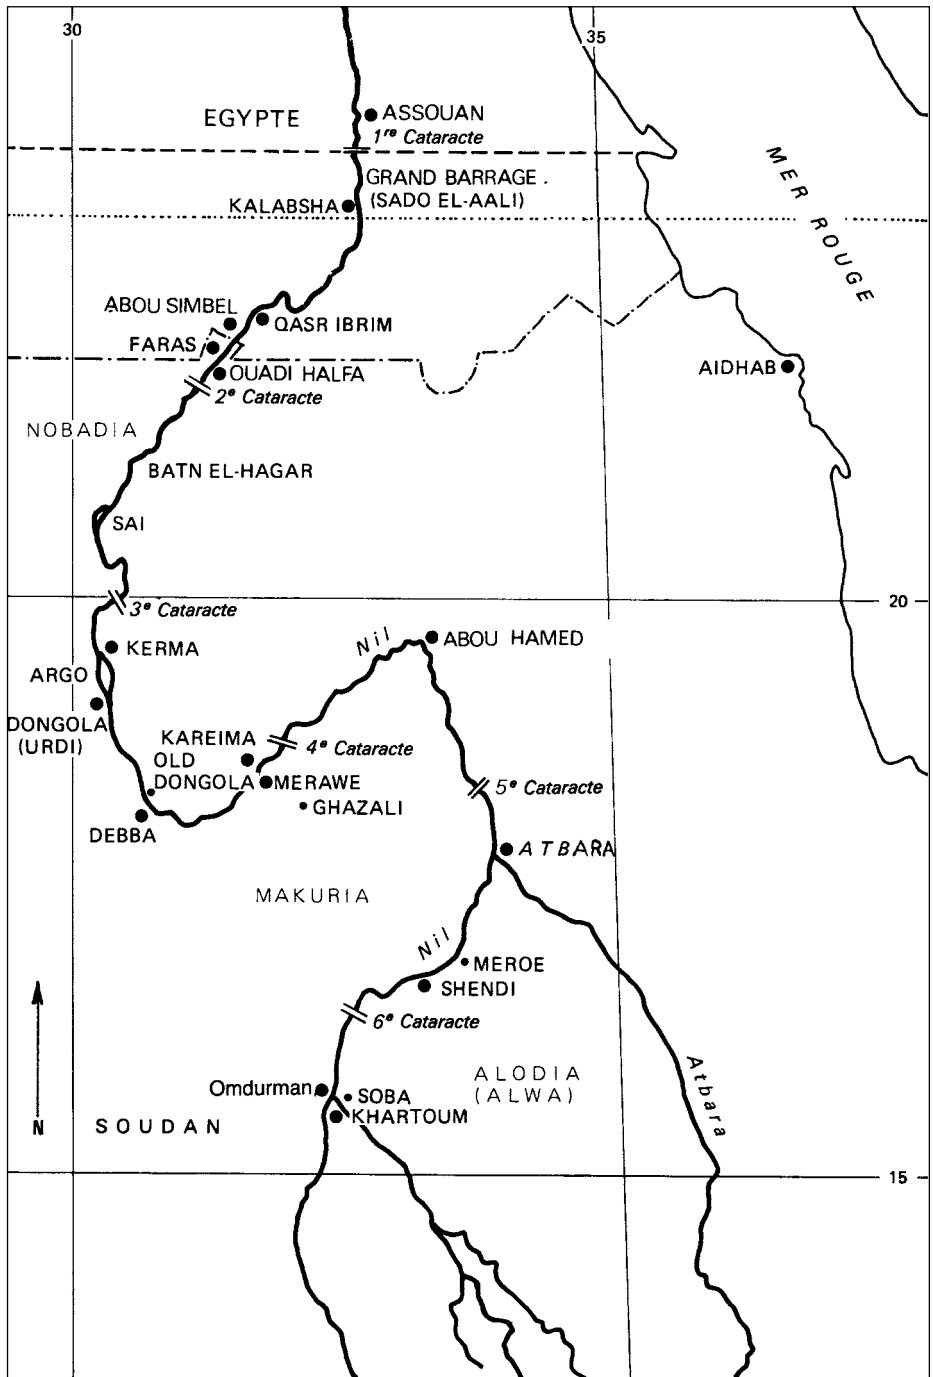 30
35
EGYPTE
ASSOUAN
1re Cataracte
GRAND BARRAGE.
(SADO EL-AALI)
KALABSHA
MER ROUGE
ABOU SIMBEL
QASR IBRIM
FARAS
OUADI HALFA
AIDHAB
2e Cataracte
NOBADIA
BATN EL-HAGAR
SAI
3e Cataracte
20
Nil
ABOU HAMED
KERMA
ARGO
DONGOLA
(URDI)
KAREIMA
4e Cataracte
OLD
DONGOLA
MERAWE
5e Cataracte
GHAZALI
DEBBA
ATBARA
MAKURIA
Nil
MEROE
SHENDI
6e Cataracte
ALODIA
(ALWA)
Atbara
Omdurman
SOBA
KHARTOUM
N
SOUDAN
15